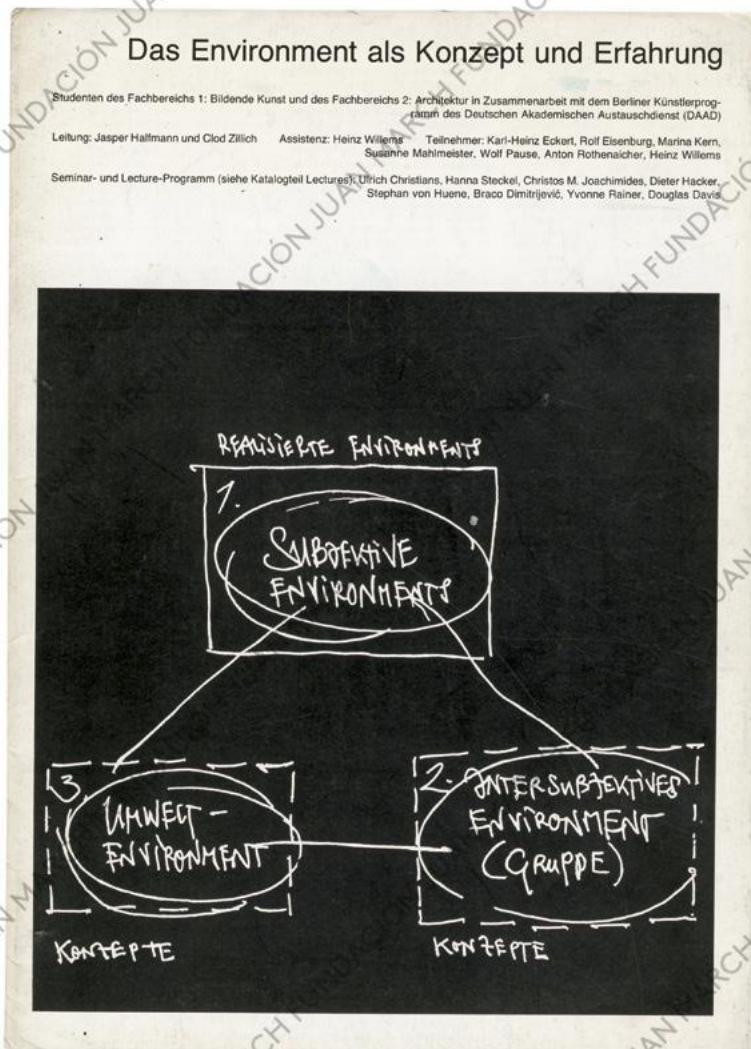 Das Environment als Konzept und Erfahrung
Studenten des Fachbereichs 1: Bildende Kunst und des Fachbereichs 2: Architektur in Zusammenarbeit mit dem Berliner Künstlerprog-
ramm des Deutschen Akademischen Austauschdienst (DAAD)
Leitung: Jasper Halfmann und Clod Zillich Assistenz: Heinz Willems Teilnehmer: Karl-Heinz Eckert, Rolf Eisenburg, Marina Kern,
Susanne Mahlmeister, Wolf Pause, Anton Rothenaicher, Heinz Willems
Seminar- und Lecture-Programm (siehe Katalogteil Lectures): Ulrich Christians, Hanna Steckel, Christos M. Joachimides, Dieter Hacker,
Stephan von Huene, Braco Dimitrijević, Yvonne Rainer, Douglas Davis
REALISIERTE ENVIRONMENTS
1.
SUBJEKTIVE
ENVIRONMENTS
3.
UMWELT-
ENVIRONMENT
KONZEPTE
2. INTERSUBJEKTIVES
ENVIRONMENT
(GRUPPE)
KONZEPTE
FUNDACIÓN JUAN MARCH